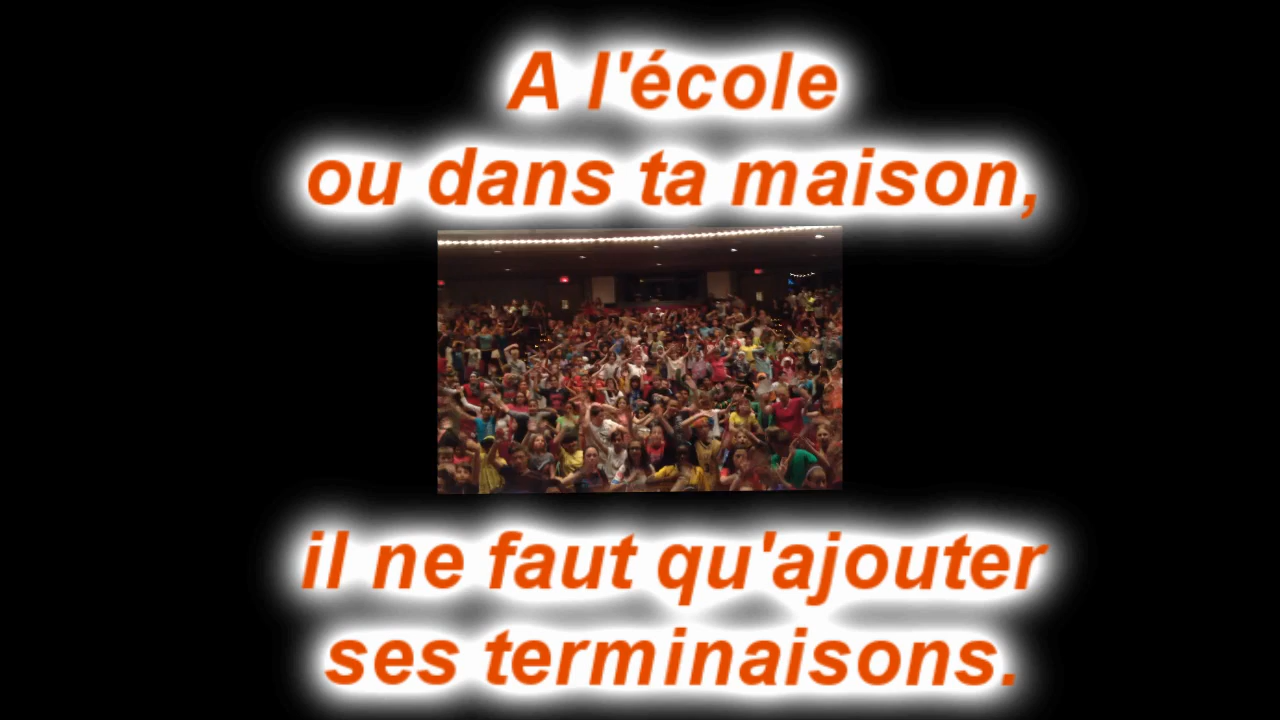 A l'école
ou dans ta maison,
il ne faut qu'ajouter
ses terminaisons.